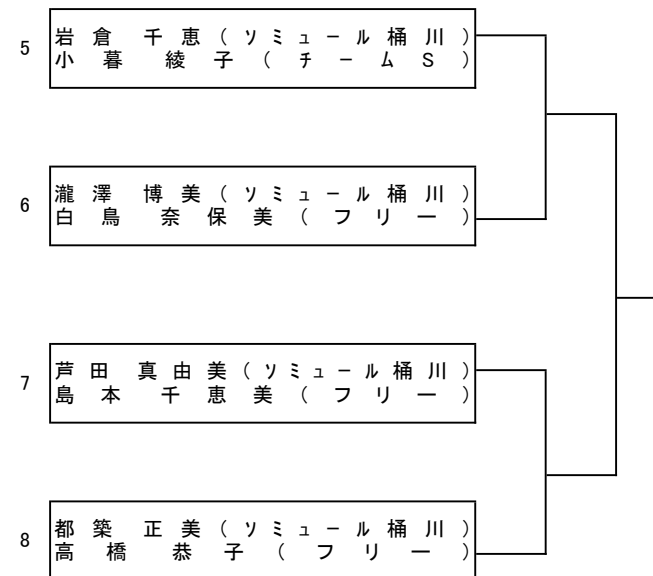 5
岩倉 千恵(ソミュール桶川)
小暮 綾子(チームS)
6
瀧澤 博美(ソミュール桶川)
白鳥 奈保美(フリー)
7
芦田 真由美(ソミュール桶川)
島本 千恵美(フリー)
8
都築 正美(ソミュール桶川)
高橋 恭子(フリー)